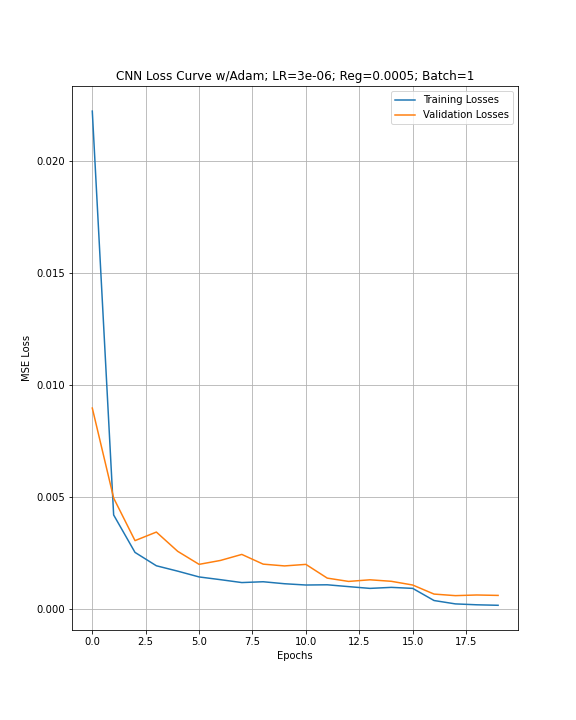 CNN Loss Curve w/Adam; LR=3e-06; Reg=0.0005; Batch=1
Training Losses
Validation Losses
0.020
0.015
0.010
0.005
0.000
MSE Loss
0.0 2.5 5.0 7.5 10.0 12.5 15.0 17.5
Epochs